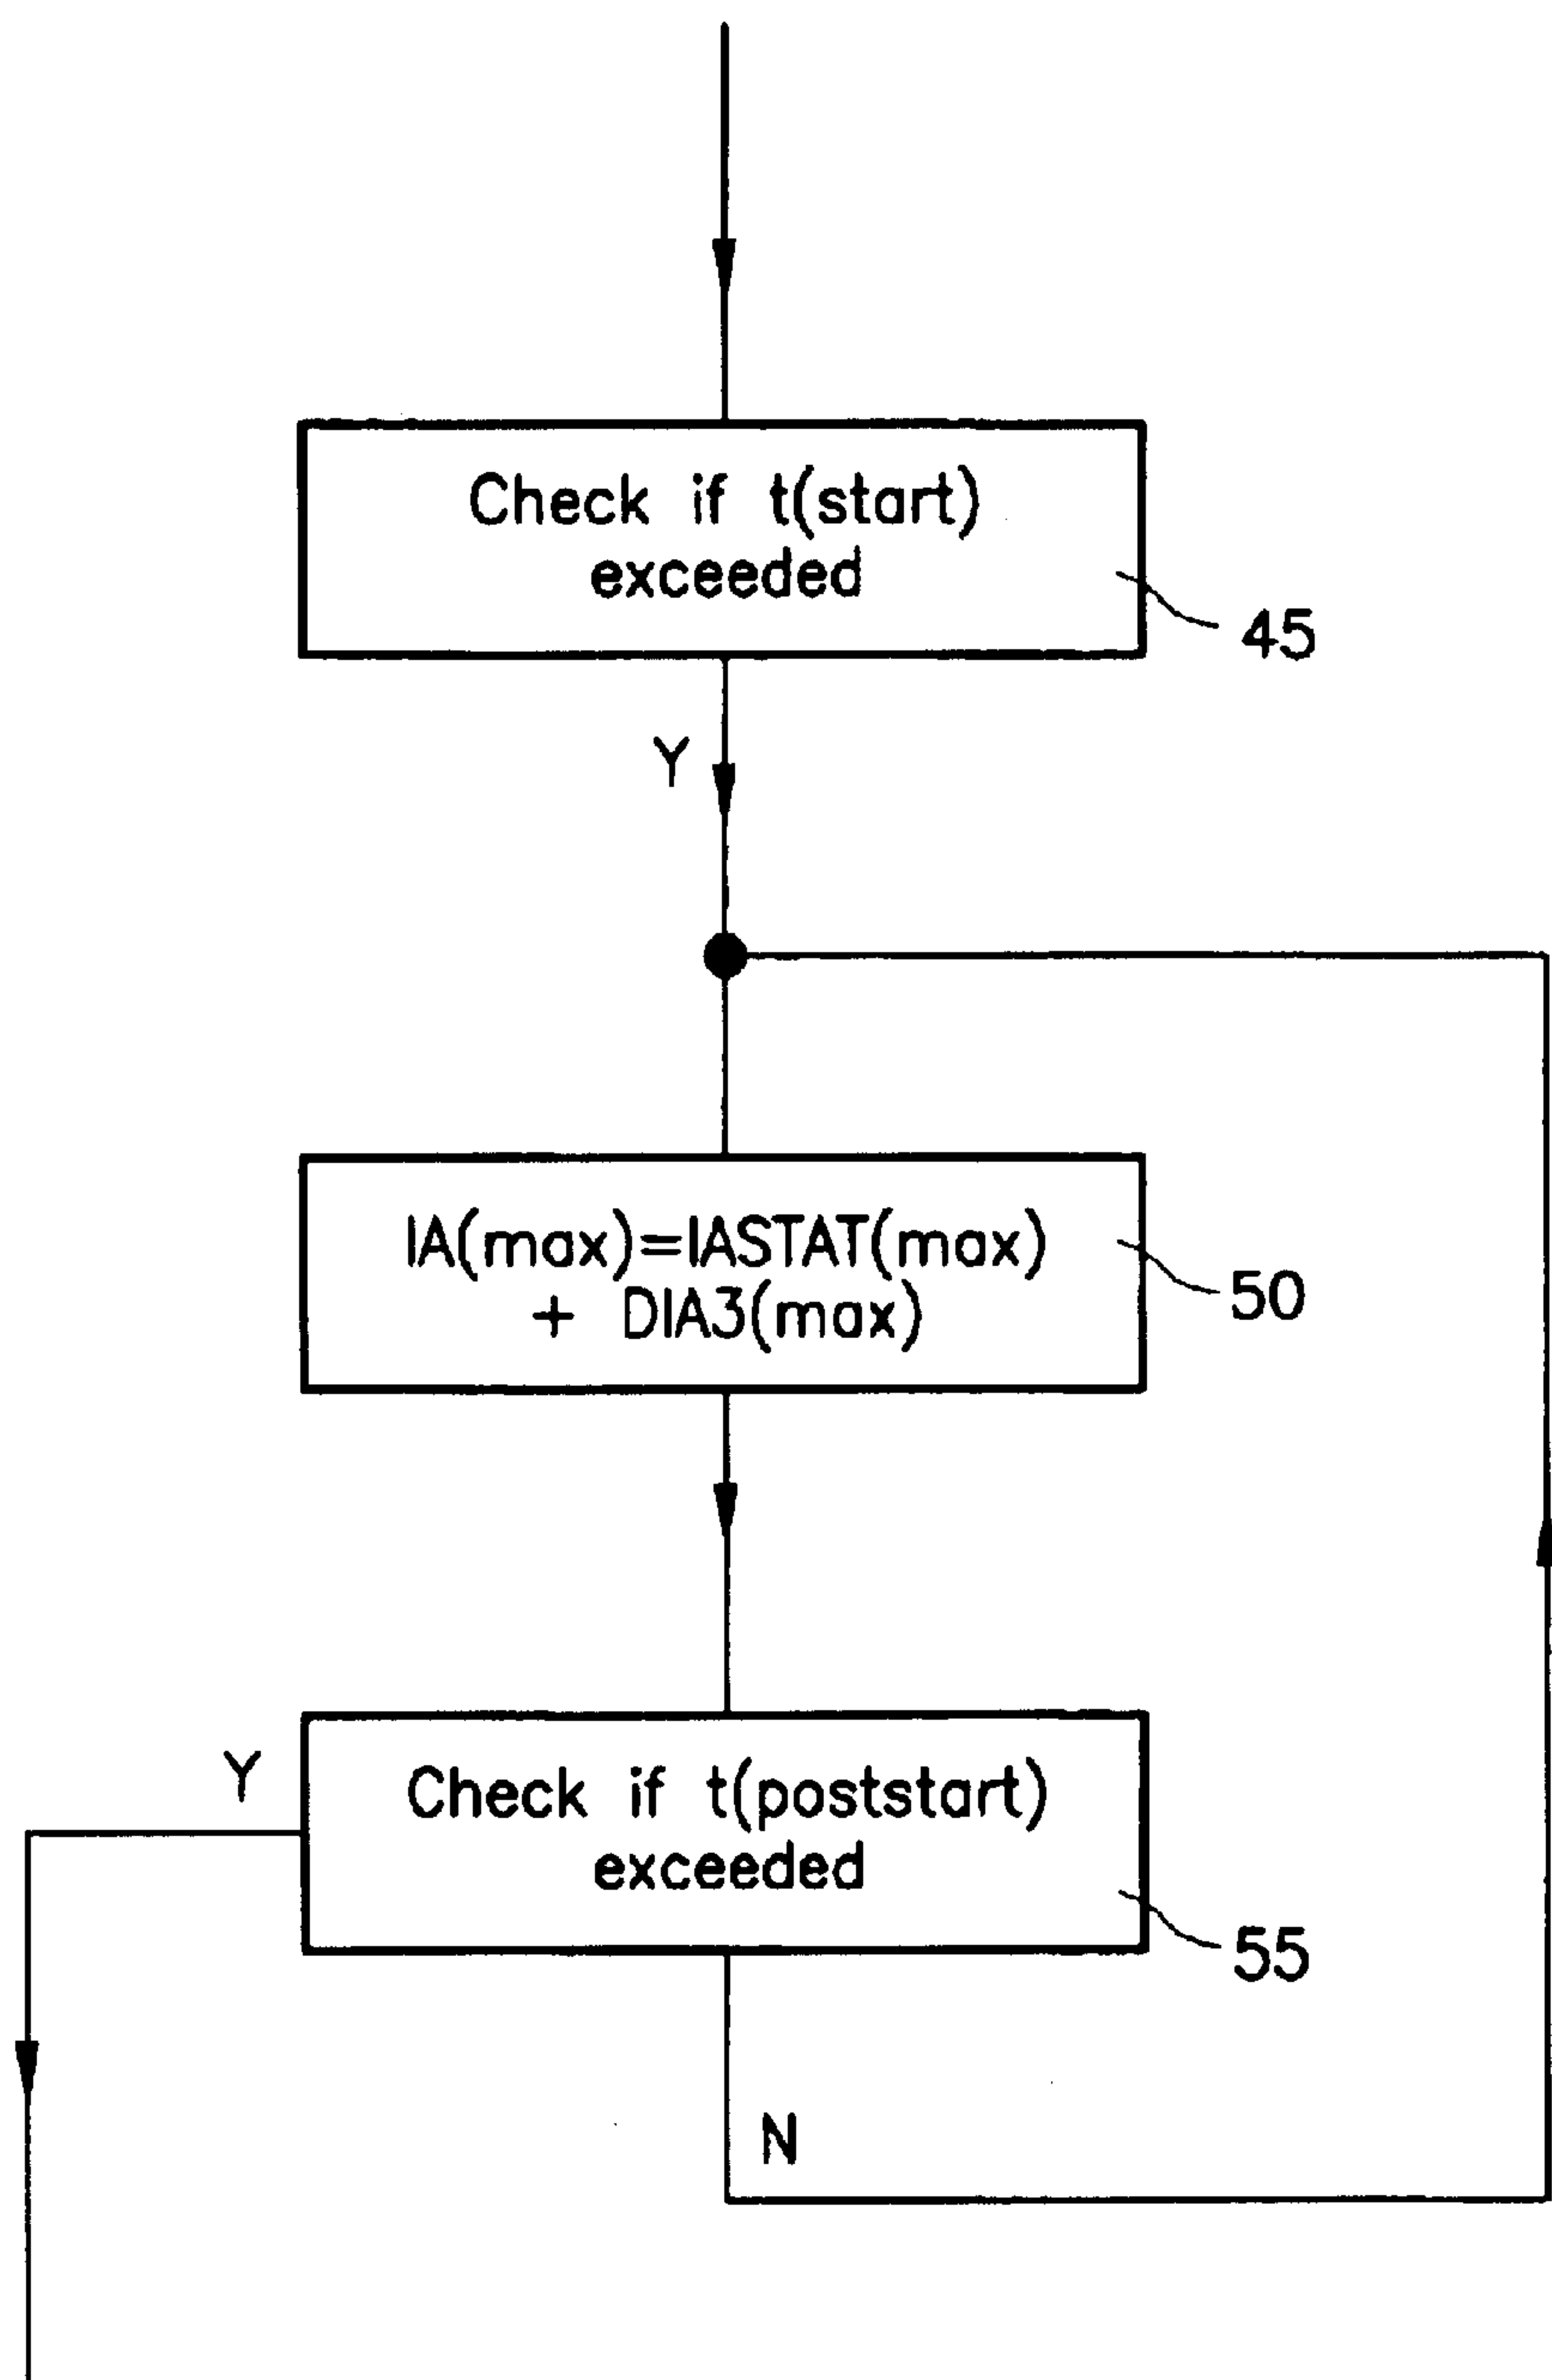 Check if t(start)
exceeded
45
Y
IA(max)=IASTAT(max)
+ DIA3(max)
50
Y
Check if t(poststart)
exceeded
55
N